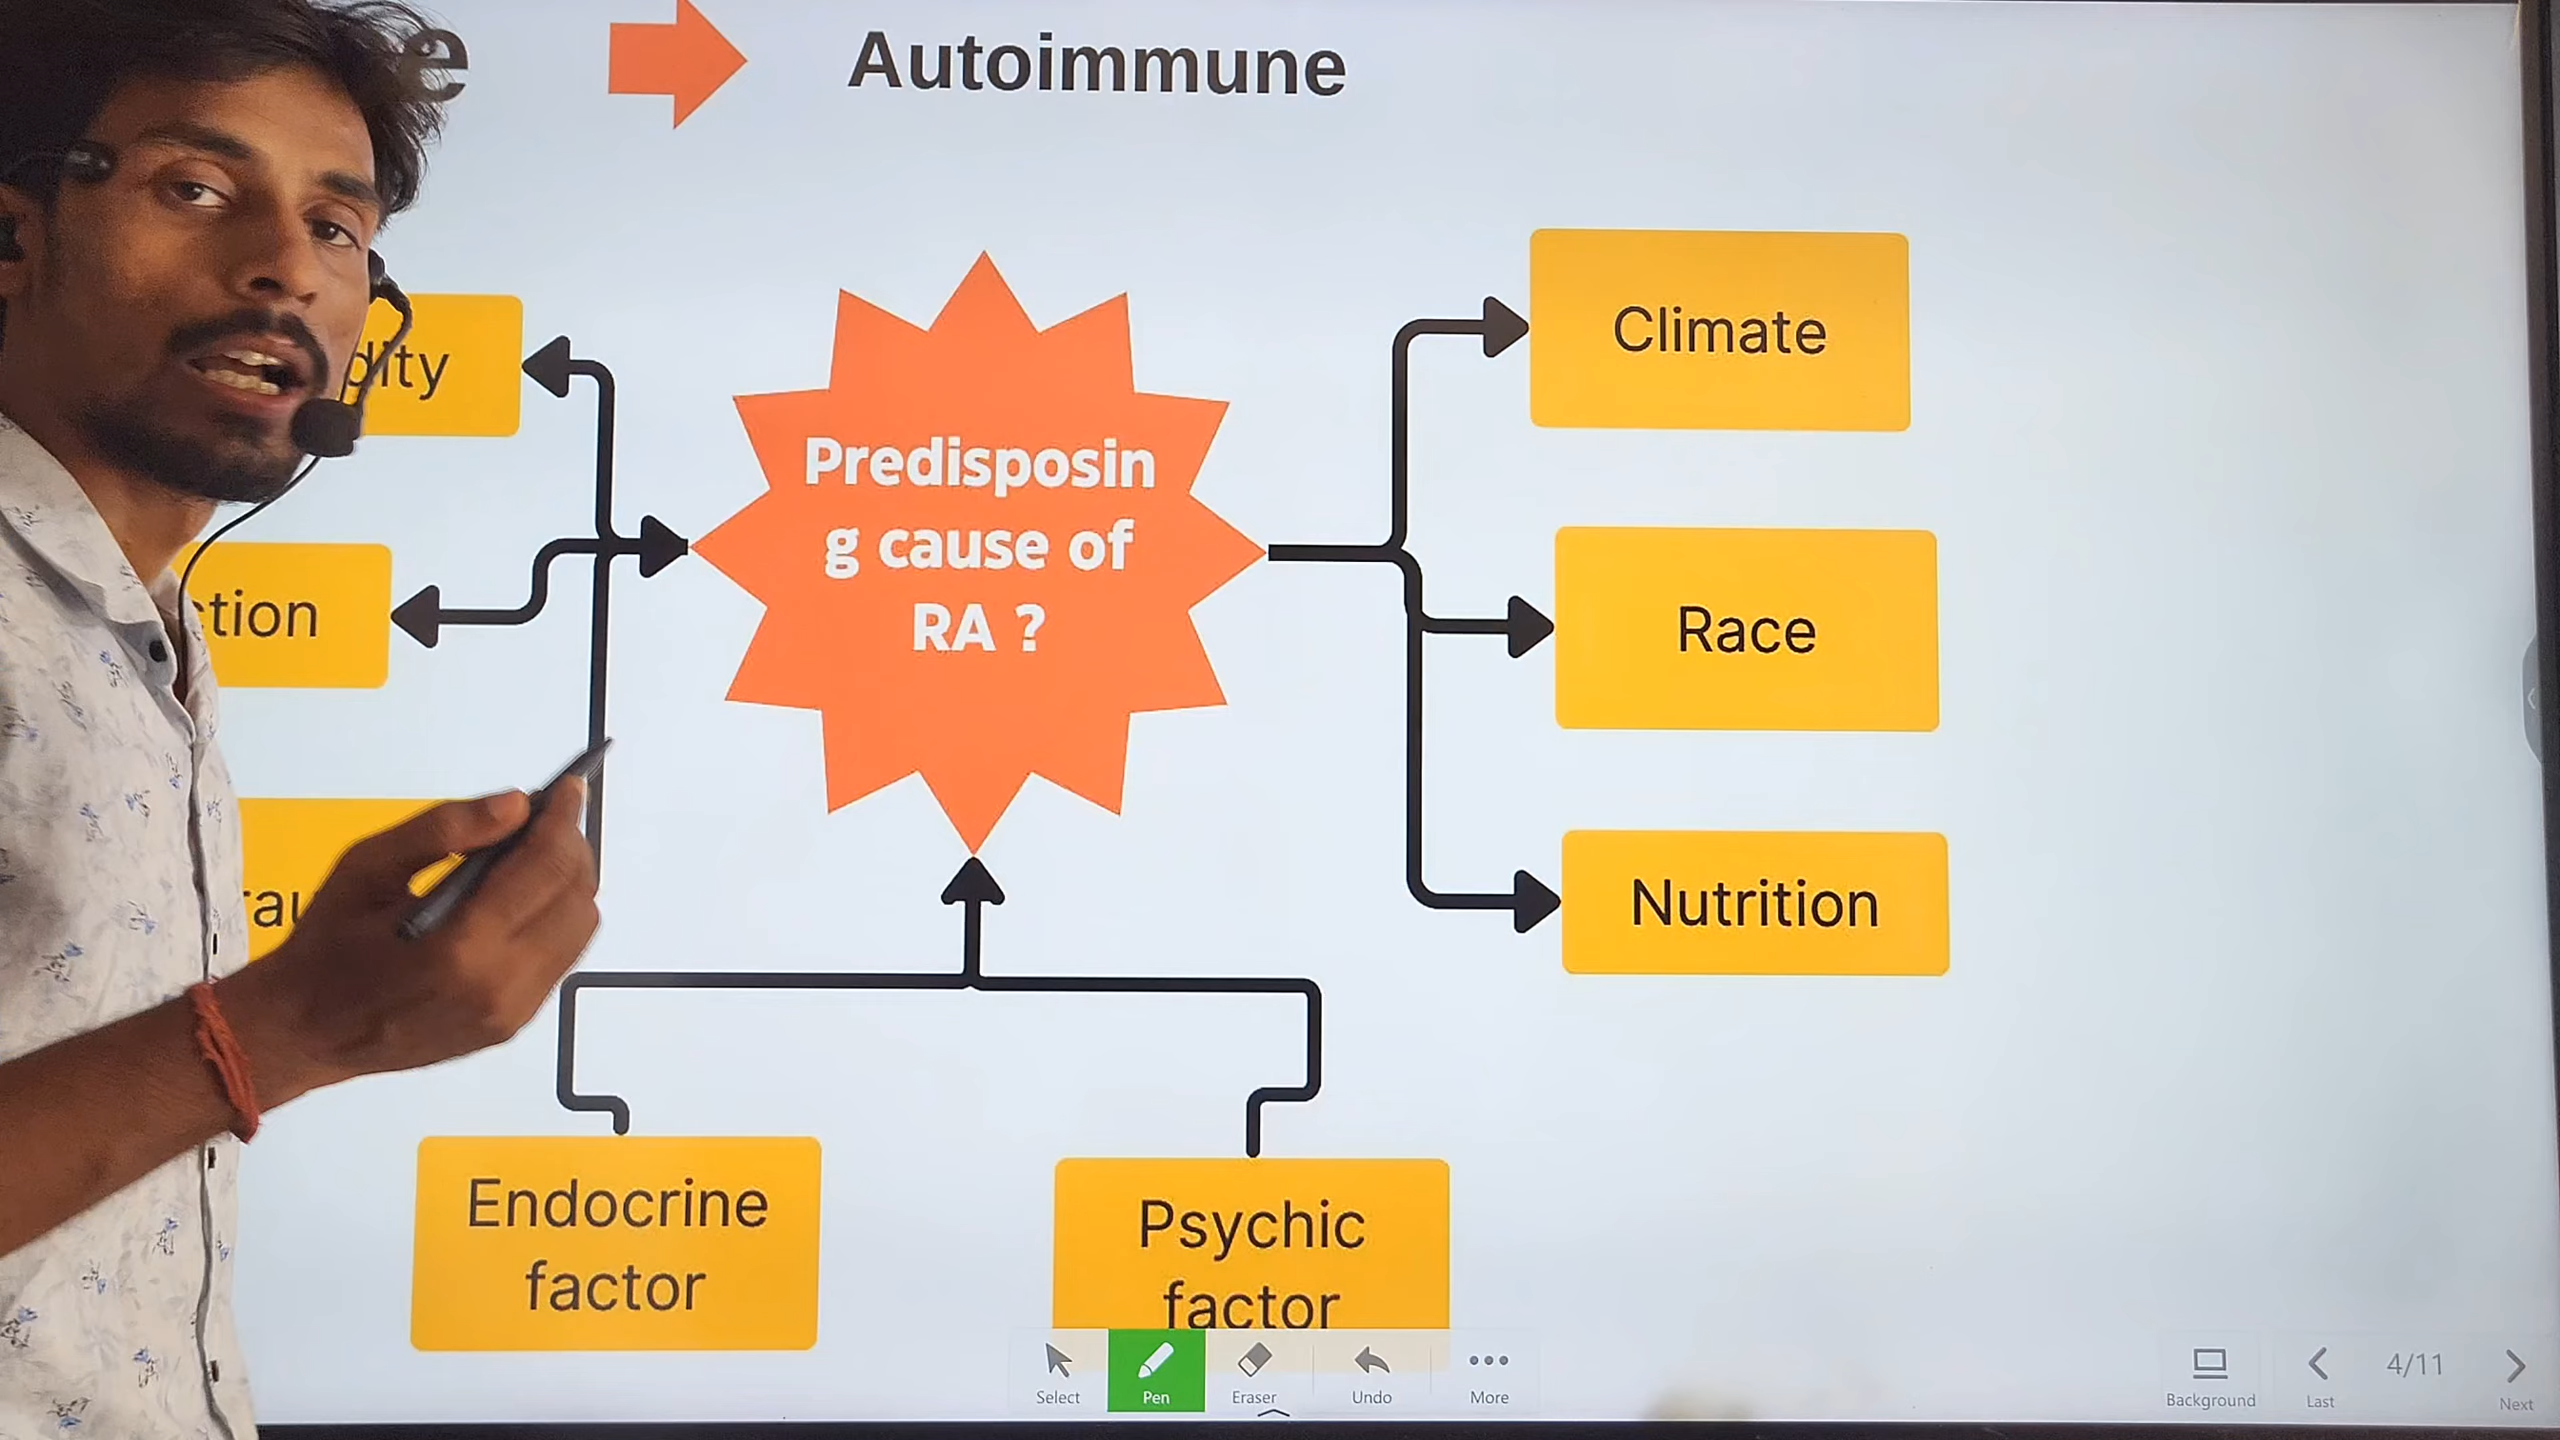 Autoimmune
Climate
Predisposin
g cause of
RA ?
Race
Nutrition
Endocrine
factor
Psychic
factor
Select
Pen
Eraser
Undo
More
Background
Last
4/11
Next